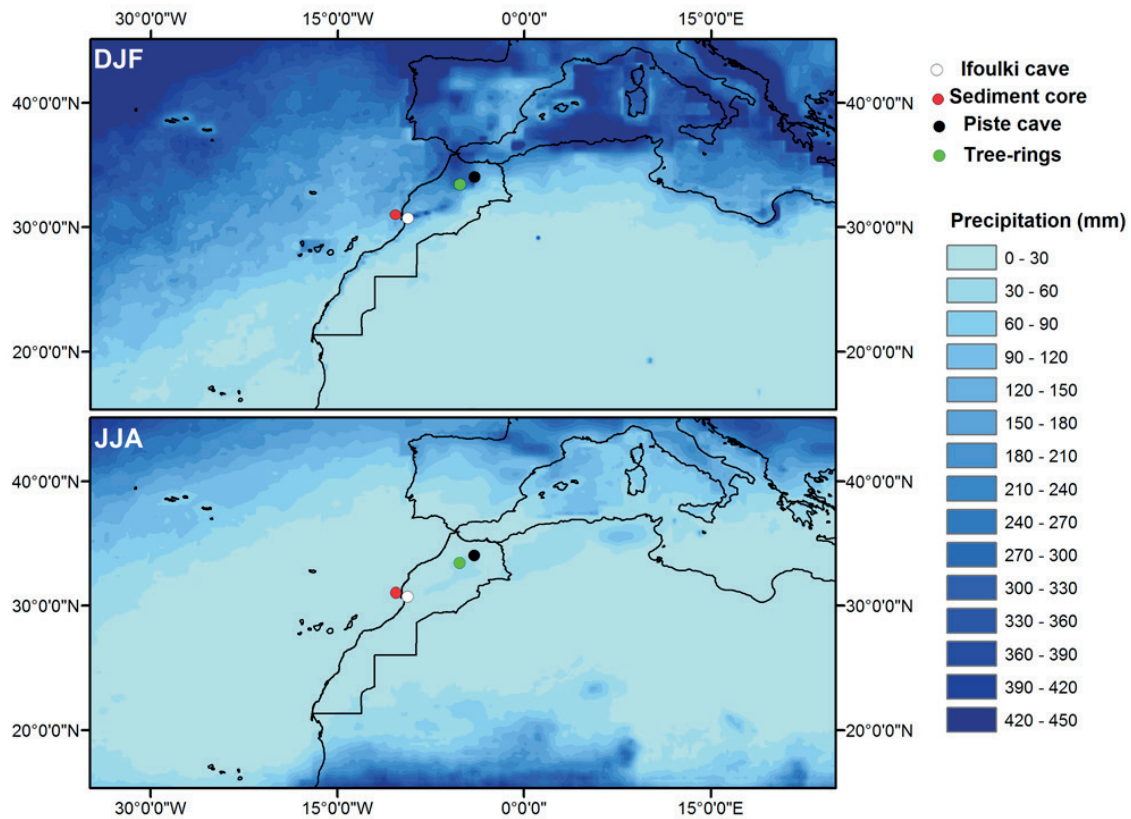 30°0'0"W 15°0'0"W 0°0'0" 15°0'0"E
DJF
40°0'0"N 40°0'0"N
30°0'0"N 30°0'0"N
20°0'0"N 20°0'0"N
JJA
40°0'0"N 40°0'0"N
30°0'0"N 30°0'0"N
20°0'0"N 20°0'0"N
30°0'0"W 15°0'0"W 0°0'0" 15°0'0"E
Ifoulki cave
Sediment core
Piste cave
Tree-rings
Precipitation (mm)
0 - 30
30 - 60
60 - 90
90 - 120
120 - 150
150 - 180
180 - 210
210 - 240
240 - 270
270 - 300
300 - 330
330 - 360
360 - 390
390 - 420
420 - 450